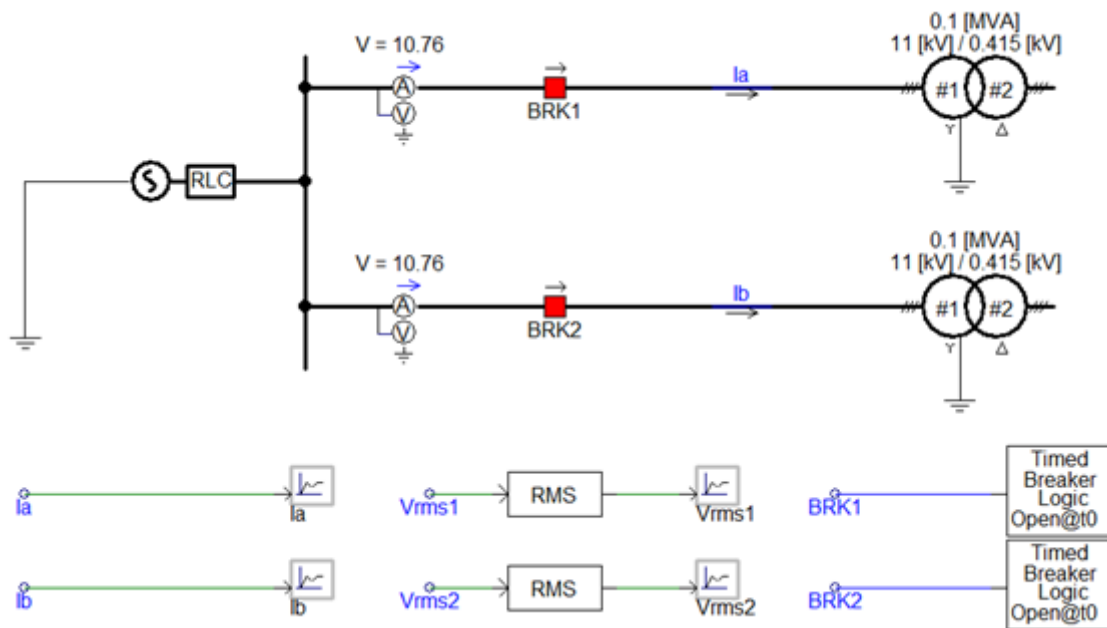 0.1 [MVA]
11 [kV] / 0.415 [kV]
V = 10.76
A
V
BRK1
Ia
#1
#2
Y
Δ
RLC
0.1 [MVA]
11 [kV] / 0.415 [kV]
V = 10.76
A
V
BRK2
Ib
#1
#2
Y
Δ
Ia
Ia
Vrms1
RMS
Vrms1
BRK1
Timed
Breaker
Logic
Open@t0
Ib
Ib
Vrms2
RMS
Vrms2
BRK2
Timed
Breaker
Logic
Open@t0